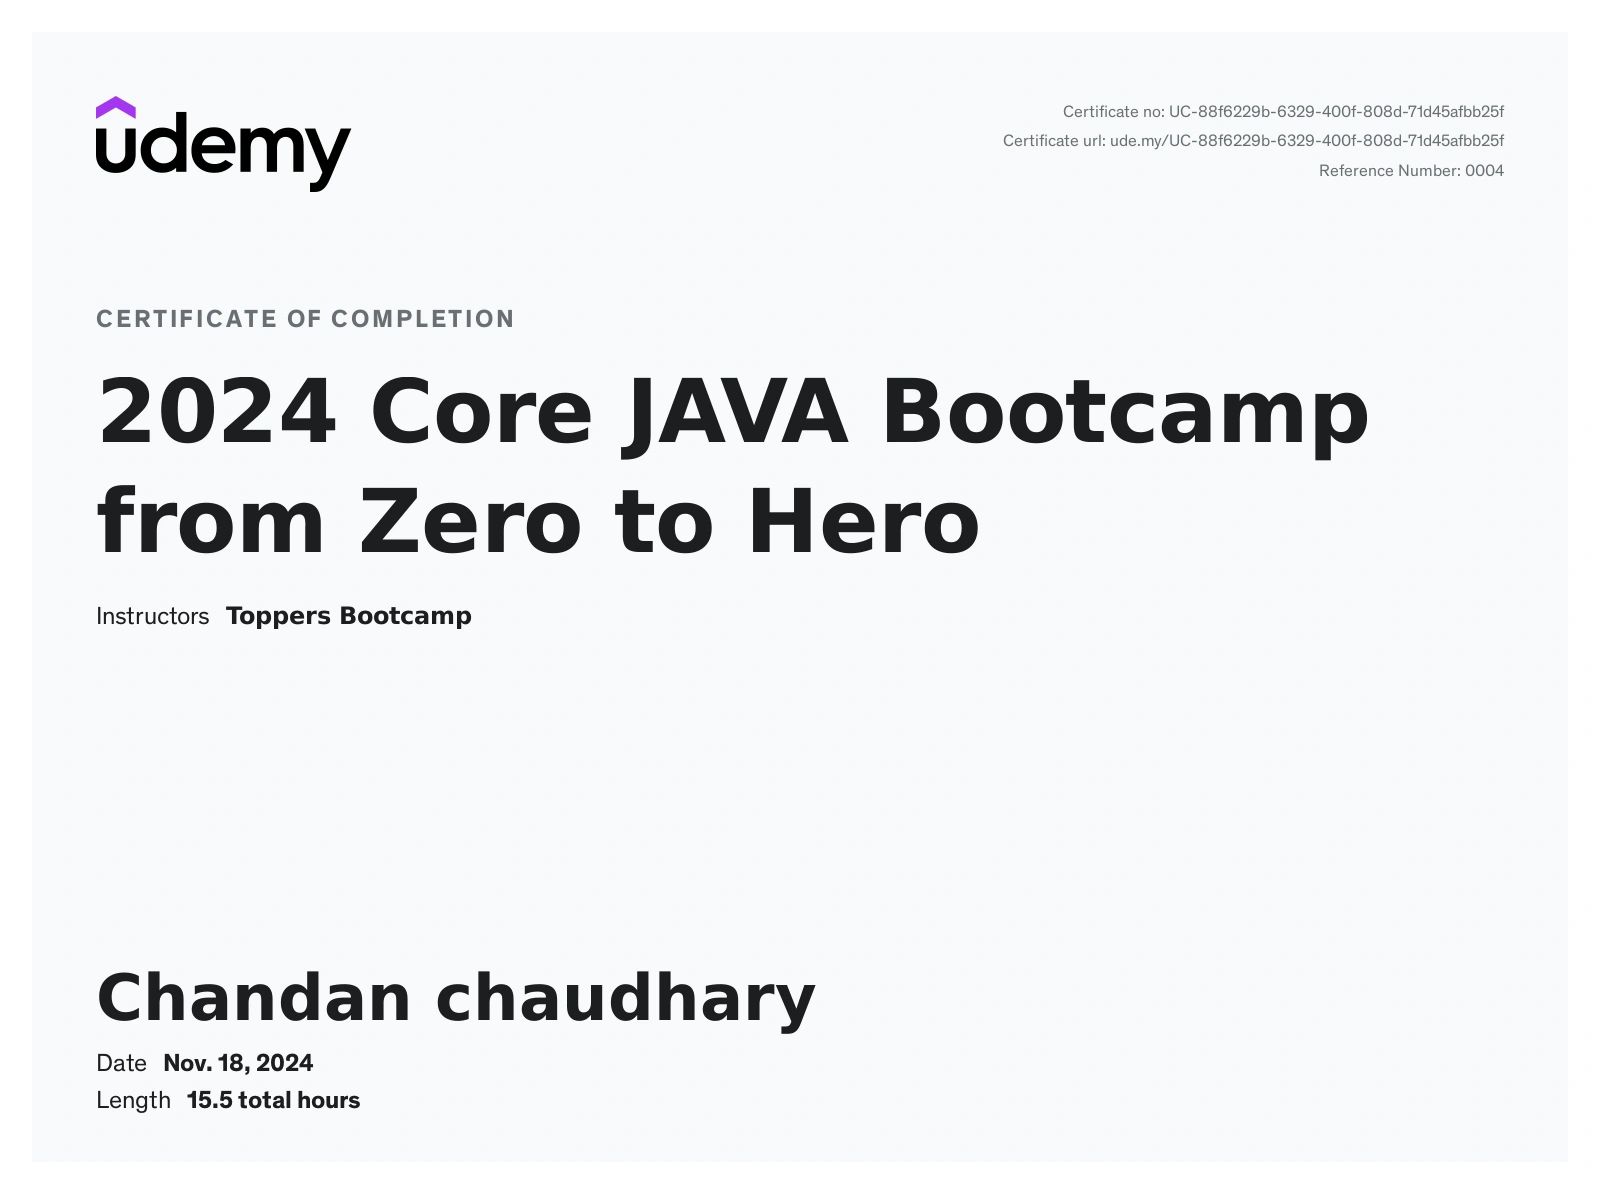 udemy
Certificate no: UC-88f6229b-6329-400f-808d-71d45afbb25f
Certificate url: ude.my/UC-88f6229b-6329-400f-808d-71d45afbb25f
Reference Number: 0004
CERTIFICATE OF COMPLETION
2024 Core JAVA Bootcamp
from Zero to Hero
Instructors Toppers Bootcamp
Chandan chaudhary
Date Nov. 18, 2024
Length 15.5 total hours